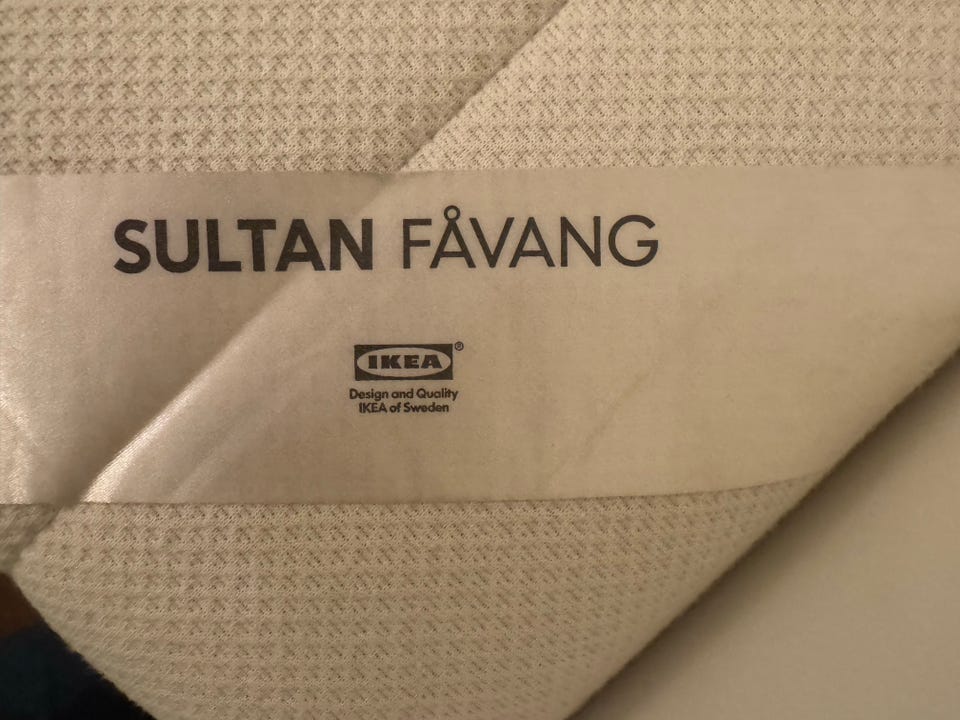 SULTAN FÅVANG
IKEA®
Design and Quality
IKEA of Sweden